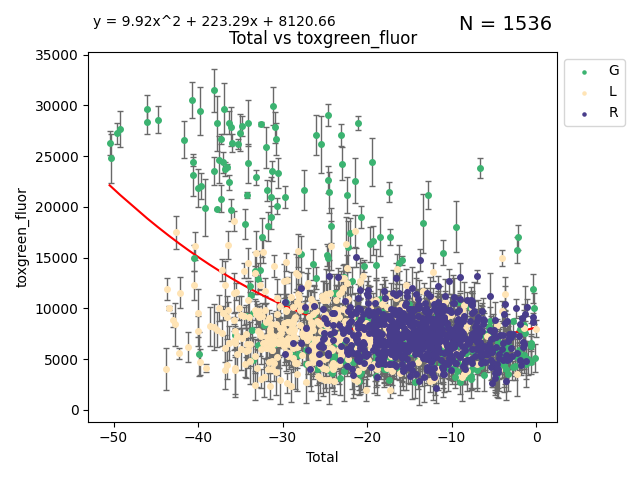 y = 9.92x^2 + 223.29x + 8120.66
N = 1536
Total vs toxgreen_fluor
35000
30000
25000
20000
15000
10000
5000
0
toxgreen_fluor
−50 −40 −30 −20 −10 0
Total
G
L
R